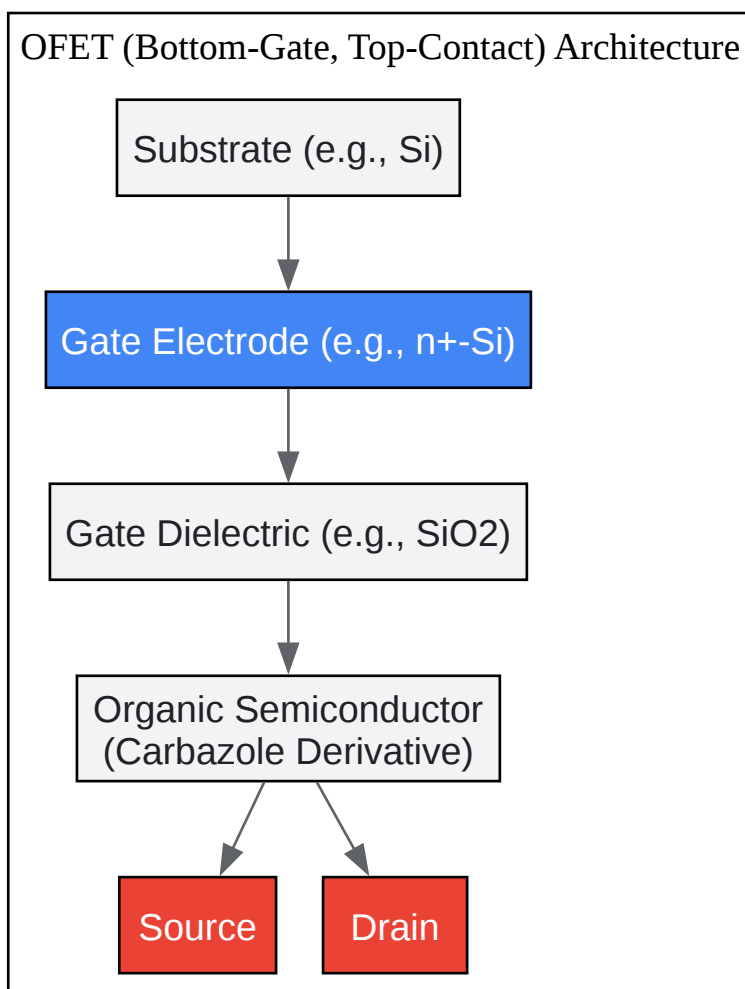 OFET (Bottom-Gate, Top-Contact) Architecture
Substrate (e.g., Si)
Gate Electrode (e.g., n+-Si)
Gate Dielectric (e.g., SiO2)
Organic Semiconductor
(Carbazole Derivative)
Source
Drain